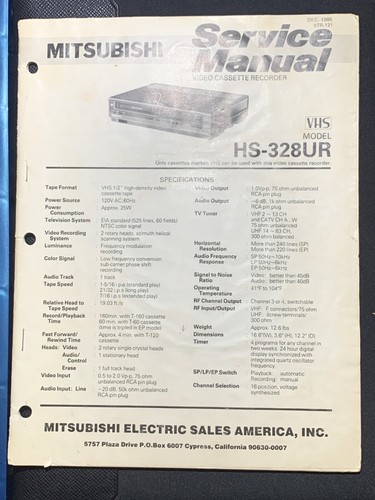 DEC. 1985
VTR-121
MITSUBISHI
Service
Manual
VIDEO CASSETTE RECORDER
VHS
MODEL
HS-328UR
Only cassettes marked VHS can be used with this video cassette recorder.
SPECIFICATIONS
Tape Format VHS 1/2" high-density video
cassette tape
Power Source 120V AC, 60Hz
Power Approx. 25W
Consumption
Television System EIA standard (525 lines, 60 fields)
NTSC color signal
Video Recording 2 rotary heads, azimuth helical
System scanning system
Luminance Frequency modulation
recording
Color Signal Low frequency conversion
sub-carrier phase shift
recording
Audio Track 1 track
Tape Speed 1-5/16 i.p.s (standard play)
21/32 i.p.s (long play)
7/16 i.p.s (extended play)
Relative Head to 19.03 ft/s
Tape Speed
Record/Playback 160min. with T-160 cassette
Time 60 min. with T-60 cassette
time is tripled in EP mode)
Fast Forward/ Approx. 4 min. with T-120
Rewind Time cassette
Heads: Video 2 rotary single crystal heads
Audio/ 1 stationary head
Control
Erase 1 full track head
Video Input 0.5 to 2.0 Vp-p, 75 ohm
unbalanced RCA pin plug
Audio Input: Line -20 dB, 50k ohm unbalanced
RCA pin plug
Video Output 1.0Vp-p, 75 ohm unbalanced
RCA pin plug
Audio Output -6 dB, 1k ohm unbalanced
RCA pin plug
TV Tuner VHF 2 – 13 CH
and CATV CH A.. W
75 ohm unbalanced
UHF 14 – 83 CH,
300 ohm balanced
Horizontal More than 240 lines (SP)
Resolution More than 220 lines (EP)
Audio Frequency SP 50Hz–10kHz
Response LP 50Hz–8kHz
EP 50Hz–6kHz
Signal to Noise Video: better than 45dB
Ratio Audio: better than 40dB
Operating 41°F to 104°F
Temperature
RF Channel Output Channel 3 or 4, switchable
RF Input/Output VHF: F connectors/75 ohm
UHF: screw terminals/
300 ohm
Weight Approx. 12.6 lbs
Dimensions 16.6"(W), 3.6"(H), 12.2"(D)
Timer 4 programs for any channel in
two weeks. 24 hour digital
display synchronized with
integrated quartz oscillator
frequency.
SP/LP/EP Switch Playback: automatic
Recording: manual
Channel Selection 16 position, voltage
synthesized
MITSUBISHI ELECTRIC SALES AMERICA, INC.
5757 Plaza Drive P.O.Box 6007 Cypress, California 90630-0007